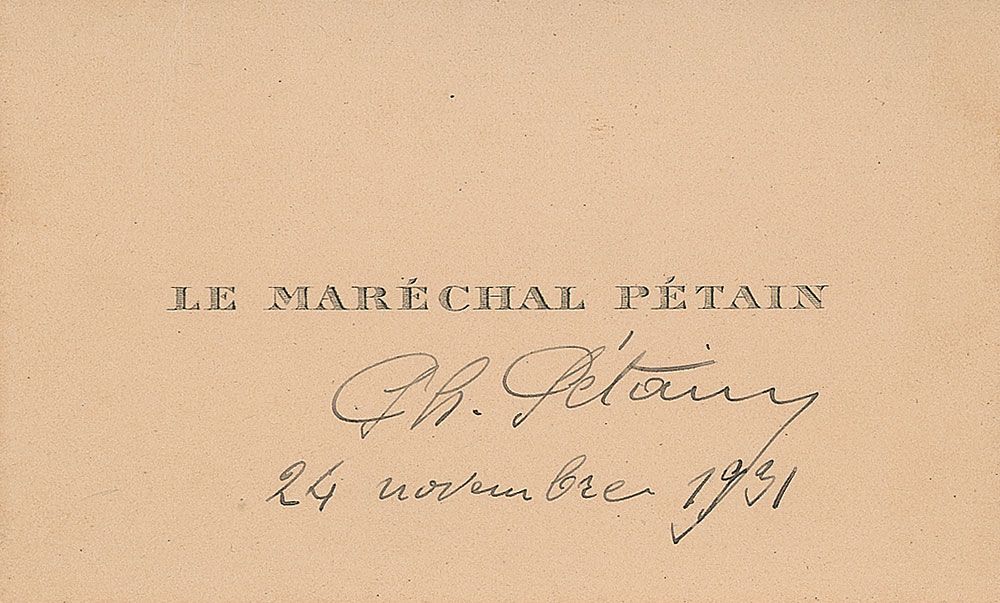 LE MARÉCHAL PÉTAIN
Ph. Pétain
24 novembre 1931